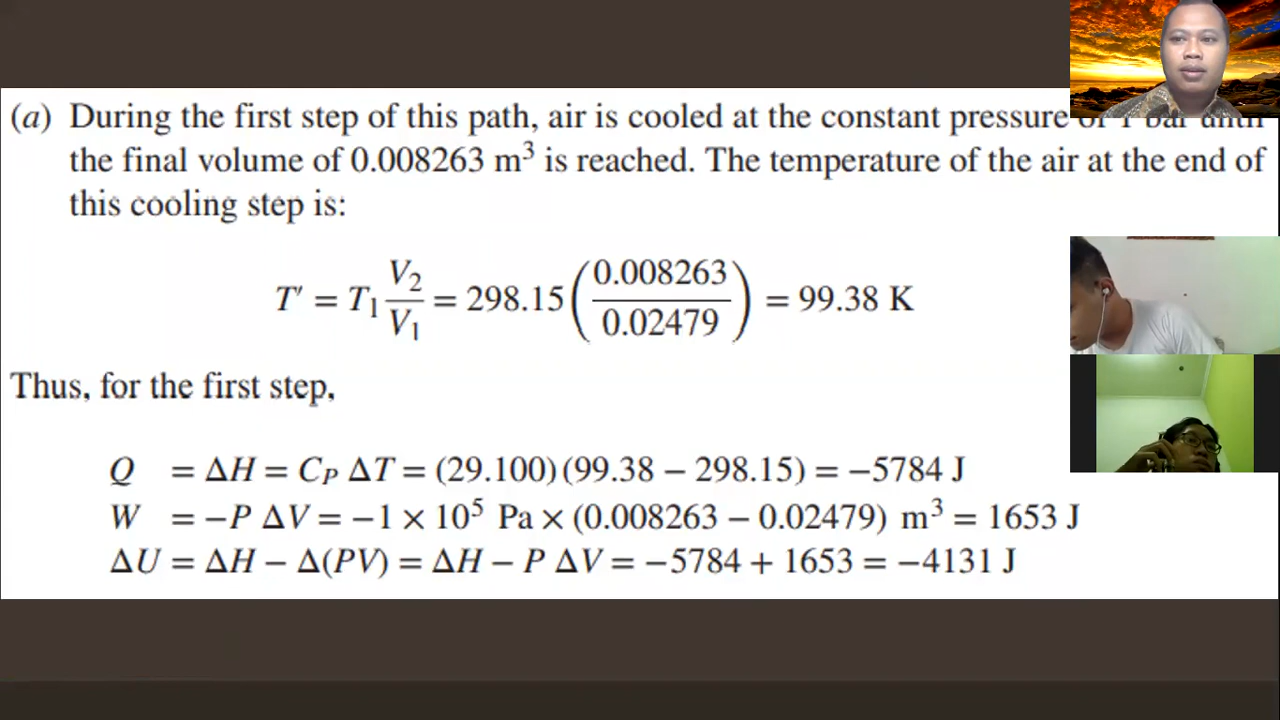 (a) During the first step of this path, air is cooled at the constant pressure of 1 bar until
the final volume of 0.008263 m³ is reached. The temperature of the air at the end of
this cooling step is:
T′ = T₁ V₂/V₁ = 298.15 (0.008263/0.02479) = 99.38 K
Thus, for the first step,
Q = ΔH = C_P ΔT = (29.100)(99.38 − 298.15) = −5784 J
W = −P ΔV = −1 × 10⁵ Pa × (0.008263 − 0.02479) m³ = 1653 J
ΔU = ΔH − Δ(PV) = ΔH − P ΔV = −5784 + 1653 = −4131 J